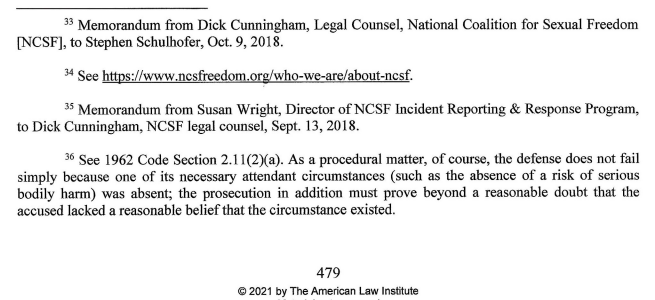 33 Memorandum from Dick Cunningham, Legal Counsel, National Coalition for Sexual Freedom
[NCSF], to Stephen Schulhofer, Oct. 9, 2018.
34 See https://www.ncsfreedom.org/who-we-are/about-ncsf.
35 Memorandum from Susan Wright, Director of NCSF Incident Reporting & Response Program,
to Dick Cunningham, NCSF legal counsel, Sept. 13, 2018.
36 See 1962 Code Section 2.11(2)(a). As a procedural matter, of course, the defense does not fail
simply because one of its necessary attendant circumstances (such as the absence of a risk of serious
bodily harm) was absent; the prosecution in addition must prove beyond a reasonable doubt that the
accused lacked a reasonable belief that the circumstance existed.
479
© 2021 by The American Law Institute